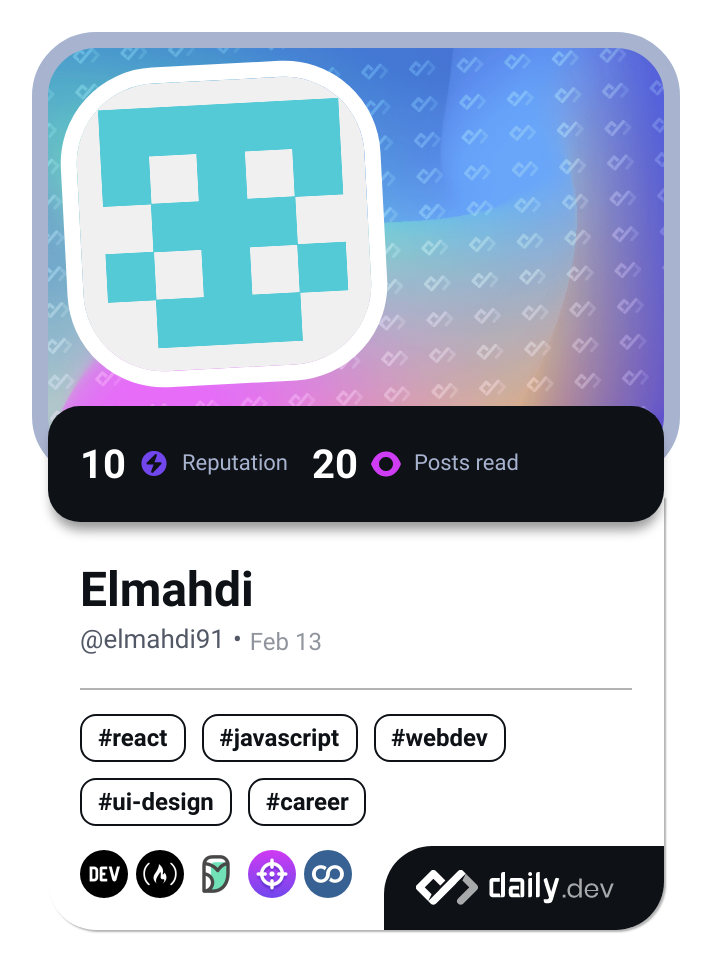 10 Reputation 20 Posts read
Elmahdi
@elmahdi91 • Feb 13
#react #javascript #webdev
#ui-design #career
DEV
daily.dev